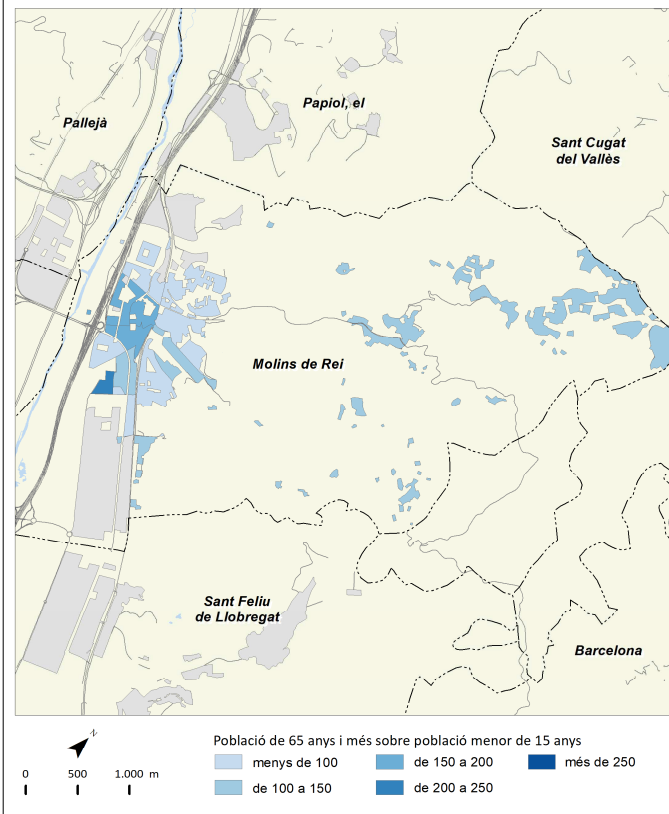 Papiol, el
Pallejà
Sant Cugat
del Vallès
Molins de Rei
Sant Feliu
de Llobregat
Barcelona
N
0 500 1.000 m
Població de 65 anys i més sobre població menor de 15 anys
menys de 100
de 150 a 200
més de 250
de 100 a 150
de 200 a 250